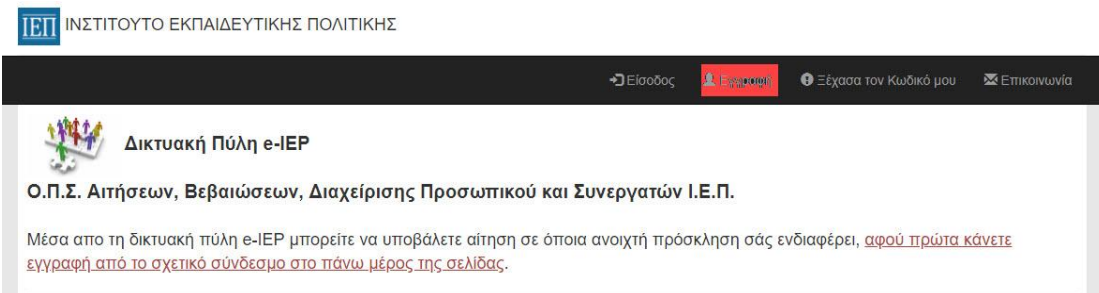 ΙΕΠ ΙΝΣΤΙΤΟΥΤΟ ΕΚΠΑΙΔΕΥΤΙΚΗΣ ΠΟΛΙΤΙΚΗΣ
Είσοδος Εγγραφή Ξέχασα τον Κωδικό μου Επικοινωνία
Δικτυακή Πύλη e-IEP
Ο.Π.Σ. Αιτήσεων, Βεβαιώσεων, Διαχείρισης Προσωπικού και Συνεργατών Ι.Ε.Π.
Μέσα απο τη δικτυακή πύλη e-IEP μπορείτε να υποβάλετε αίτηση σε όποια ανοιχτή πρόσκληση σάς ενδιαφέρει, αφού πρώτα κάνετε
εγγραφή από το σχετικό σύνδεσμο στο πάνω μέρος της σελίδας.